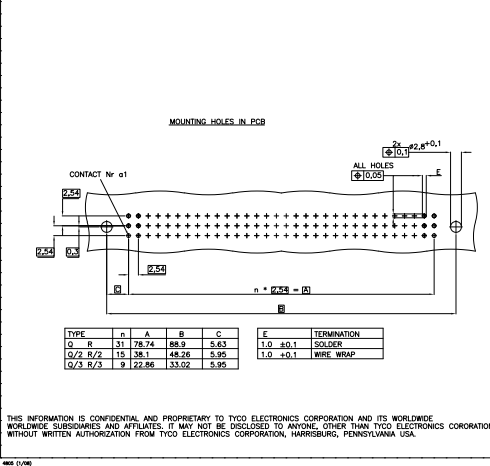 MOUNTING HOLES IN PCB
2x ø2,8+0,1
0,1
ALL HOLES
0,05
E
CONTACT Nr a1
2,54
2,54
0,3
2,54
C
n * 2,54 = A
B
TYPE n A B C
Q R 31 78.74 88.9 5.63
Q/2 R/2 15 38.1 48.26 5.95
Q/3 R/3 9 22.86 33.02 5.95
E TERMINATION
1.0 ±0.1 SOLDER
1.0 +0.1 WIRE WRAP
THIS INFORMATION IS CONFIDENTIAL AND PROPRIETARY TO TYCO ELECTRONICS CORPORATION AND ITS WORLDWIDE
WORLDWIDE SUBSIDIARIES AND AFFILIATES. IT MAY NOT BE DISCLOSED TO ANYONE, OTHER THAN TYCO ELECTRONICS CORORATIO
WITHOUT WRITTEN AUTHORIZATION FROM TYCO ELECTRONICS CORPORATION, HARRISBURG, PENNSYLVANIA USA.
4805 (1/08)